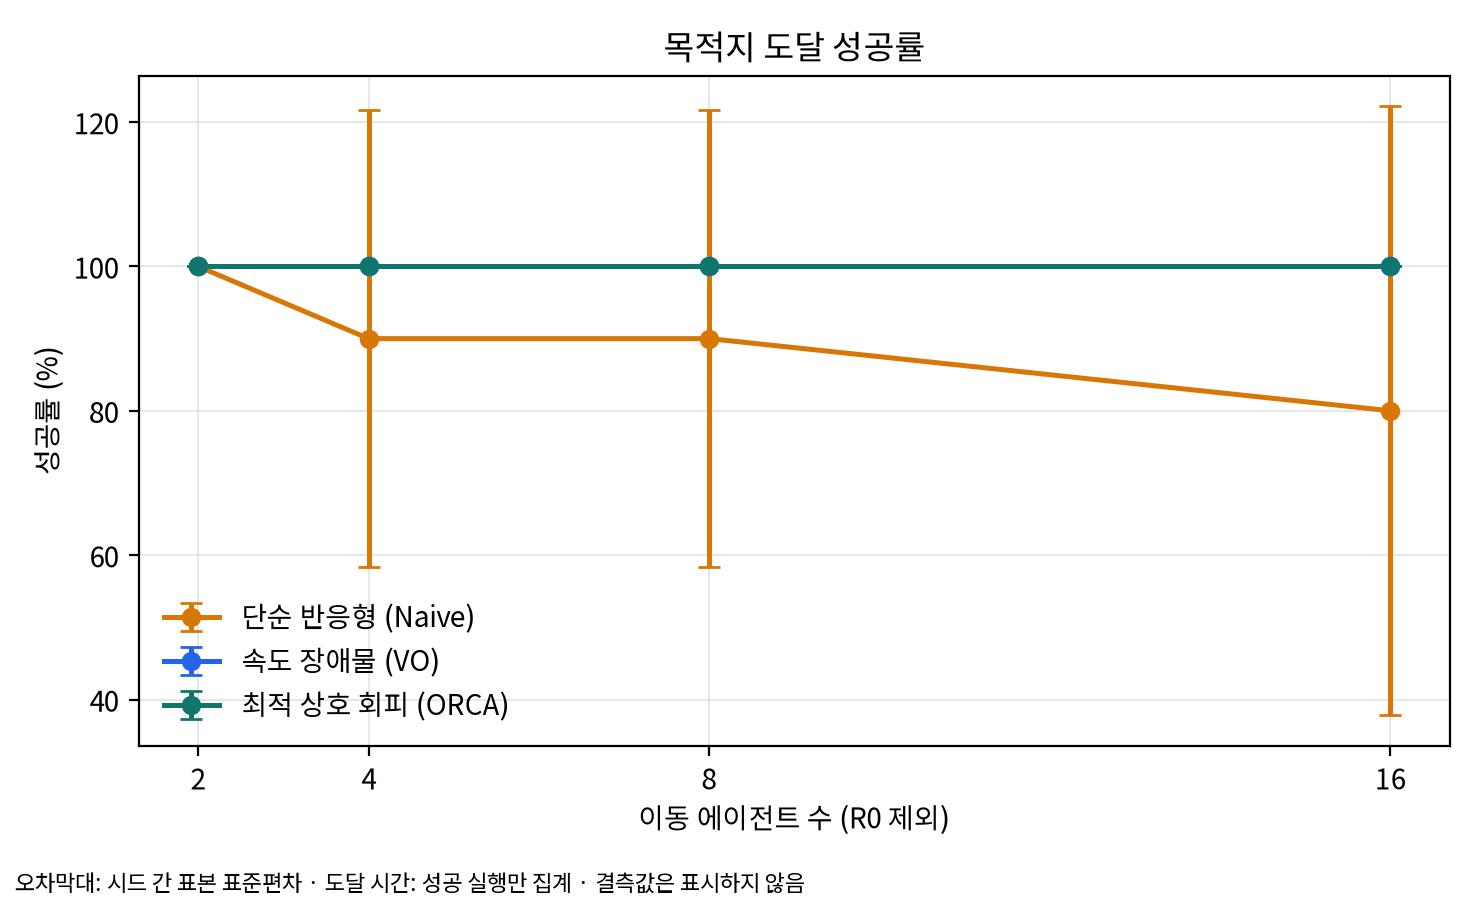 목적지 도달 성공률
성공률 (%)
120
100
80
60
40
단순 반응형 (Naive)
속도 장애물 (VO)
최적 상호 회피 (ORCA)
2 4 8 16
이동 에이전트 수 (R0 제외)
오차막대: 시드 간 표본 표준편차 · 도달 시간: 성공 실행만 집계 · 결측값은 표시하지 않음